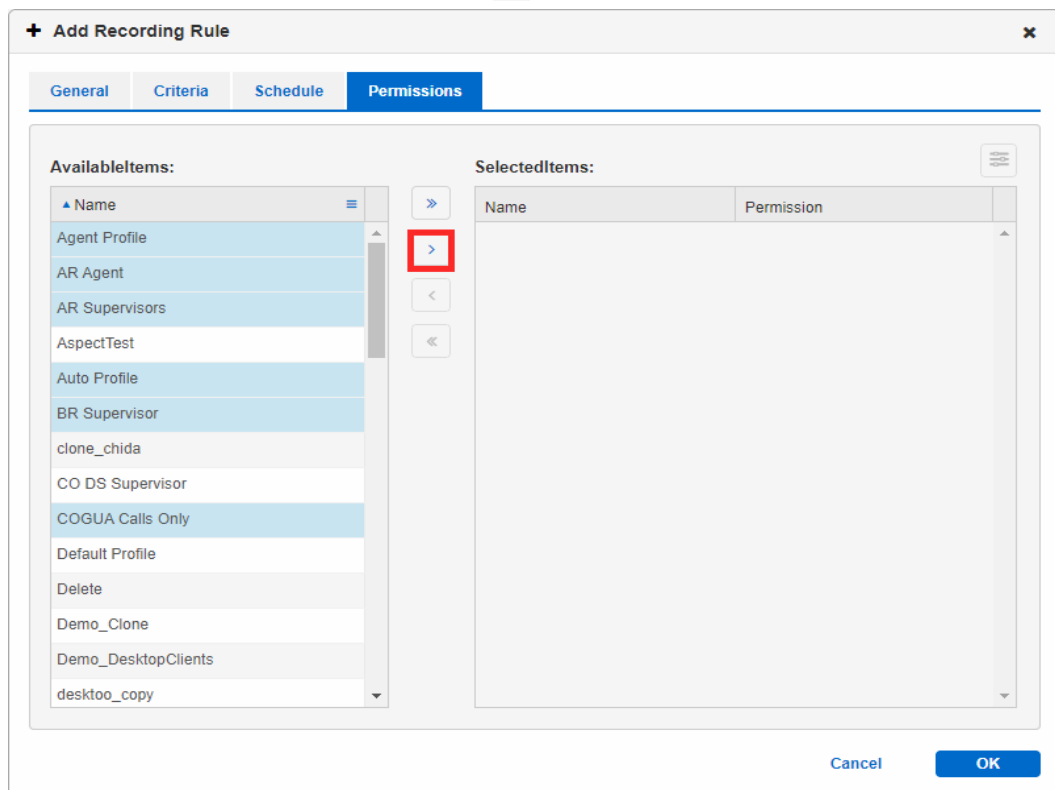 Add Recording Rule
General Criteria Schedule Permissions
AvailableItems: SelectedItems:
Name Name Permission
Agent Profile
AR Agent
AR Supervisors
AspectTest
Auto Profile
BR Supervisor
clone_chida
CO DS Supervisor
COGUA Calls Only
Default Profile
Delete
Demo_Clone
Demo_DesktopClients
desktoo_copy
Cancel OK